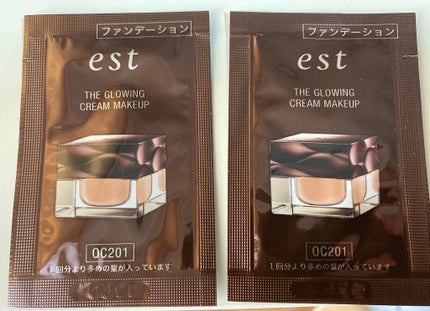 ファンデーション
est
THE GLOWING
CREAM MAKEUP
OC201
1回分より多めの量が入っています
ファンデーション
est
THE GLOWING
CREAM MAKEUP
OC201
1回分より多めの量が入っています